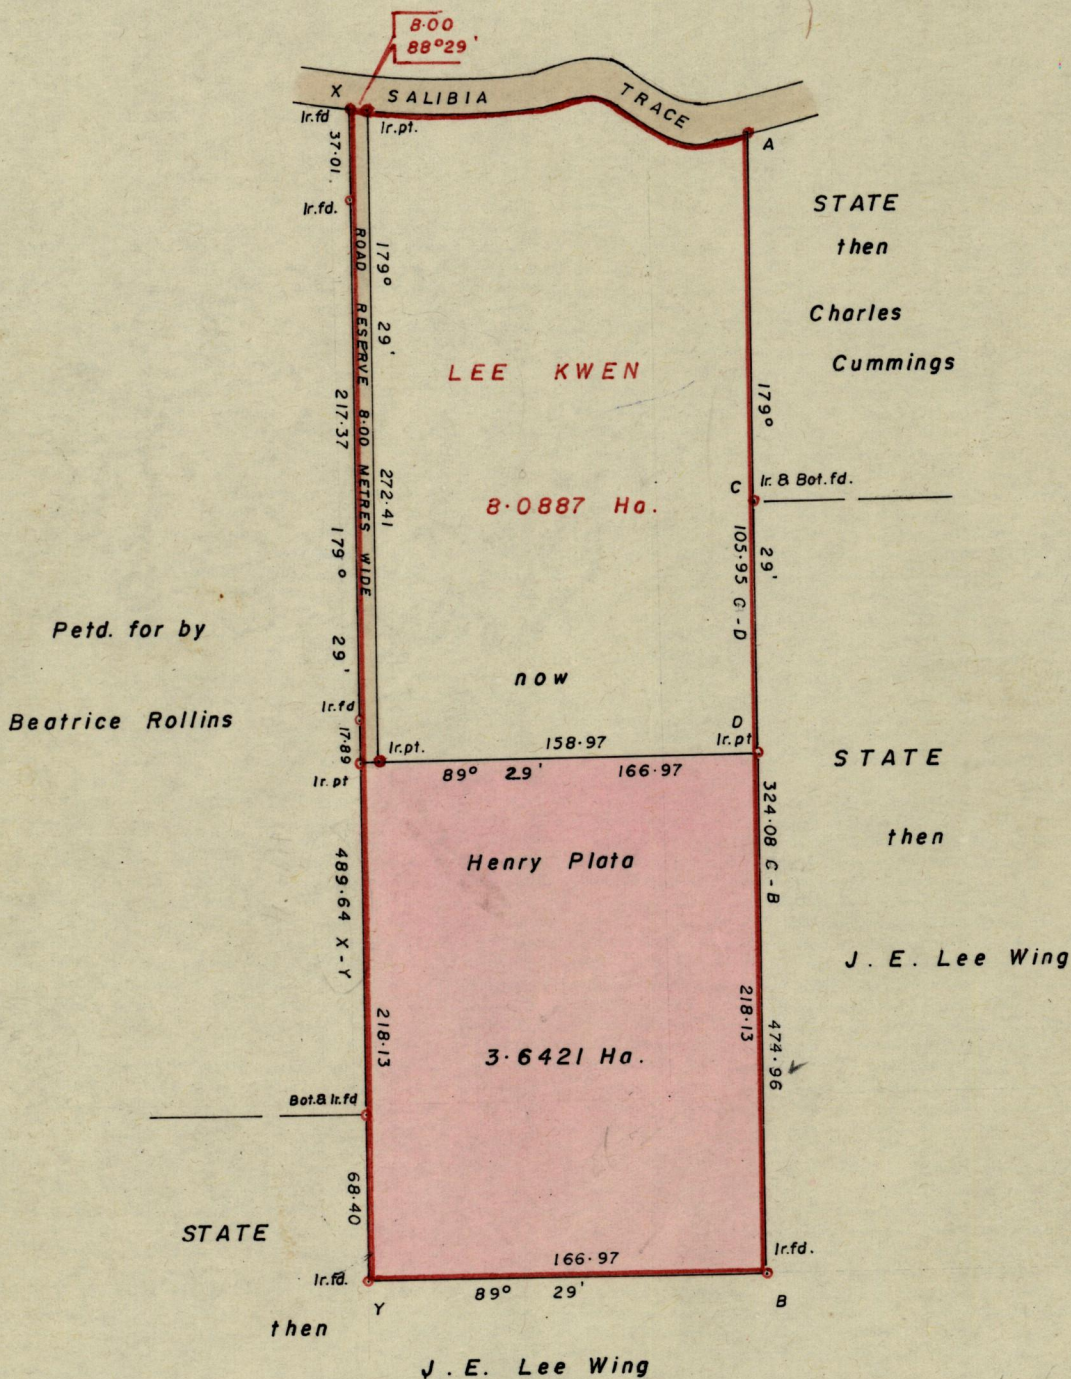 8·00
88°29'
X
SALIBIA TRACE
Ir.fd
Ir.pt.
A
37·01.
Ir.fd.
STATE
then
Charles
Cummings
ROAD RESERVE 8·00 METRES WIDE
179° 29'
272·41
217·37
179° 29'
LEE KWEN
8·0887 Ha.
179° 29'
C
Ir. & Bot.fd.
105·95 C-D
Petd. for by
Beatrice Rollins
now
Ir.fd
17·89
Ir.pt
Ir.pt.
158·97
D
Ir.pt
89° 29'
166·97
STATE
then
J. E. Lee Wing
324·08 C-B
Henry Plata
489·64 X-Y
218·13
218·13
474·96
3·6421 Ha.
Bot.& Ir.fd
68·40
STATE
then
J. E. Lee Wing
Ir.fd.
Y
166·97
89° 29'
Ir.fd.
B